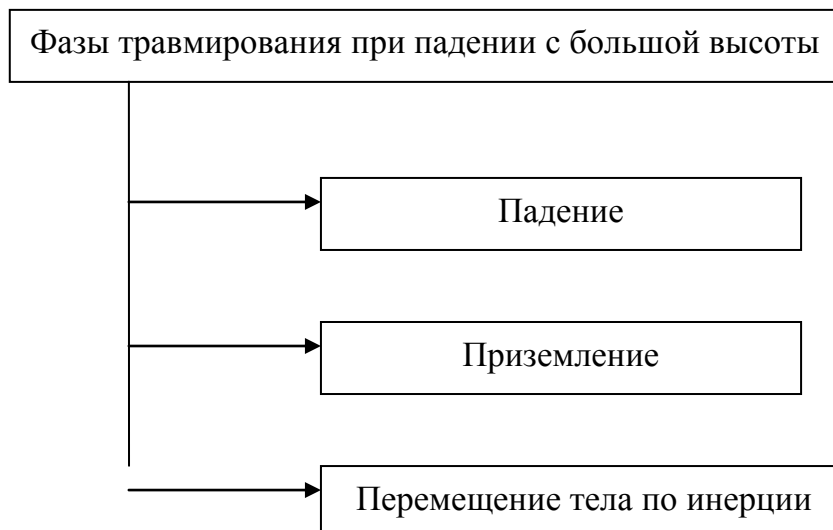 Фазы травмирования при падении с большой высоты
Падение
Приземление
Перемещение тела по инерции